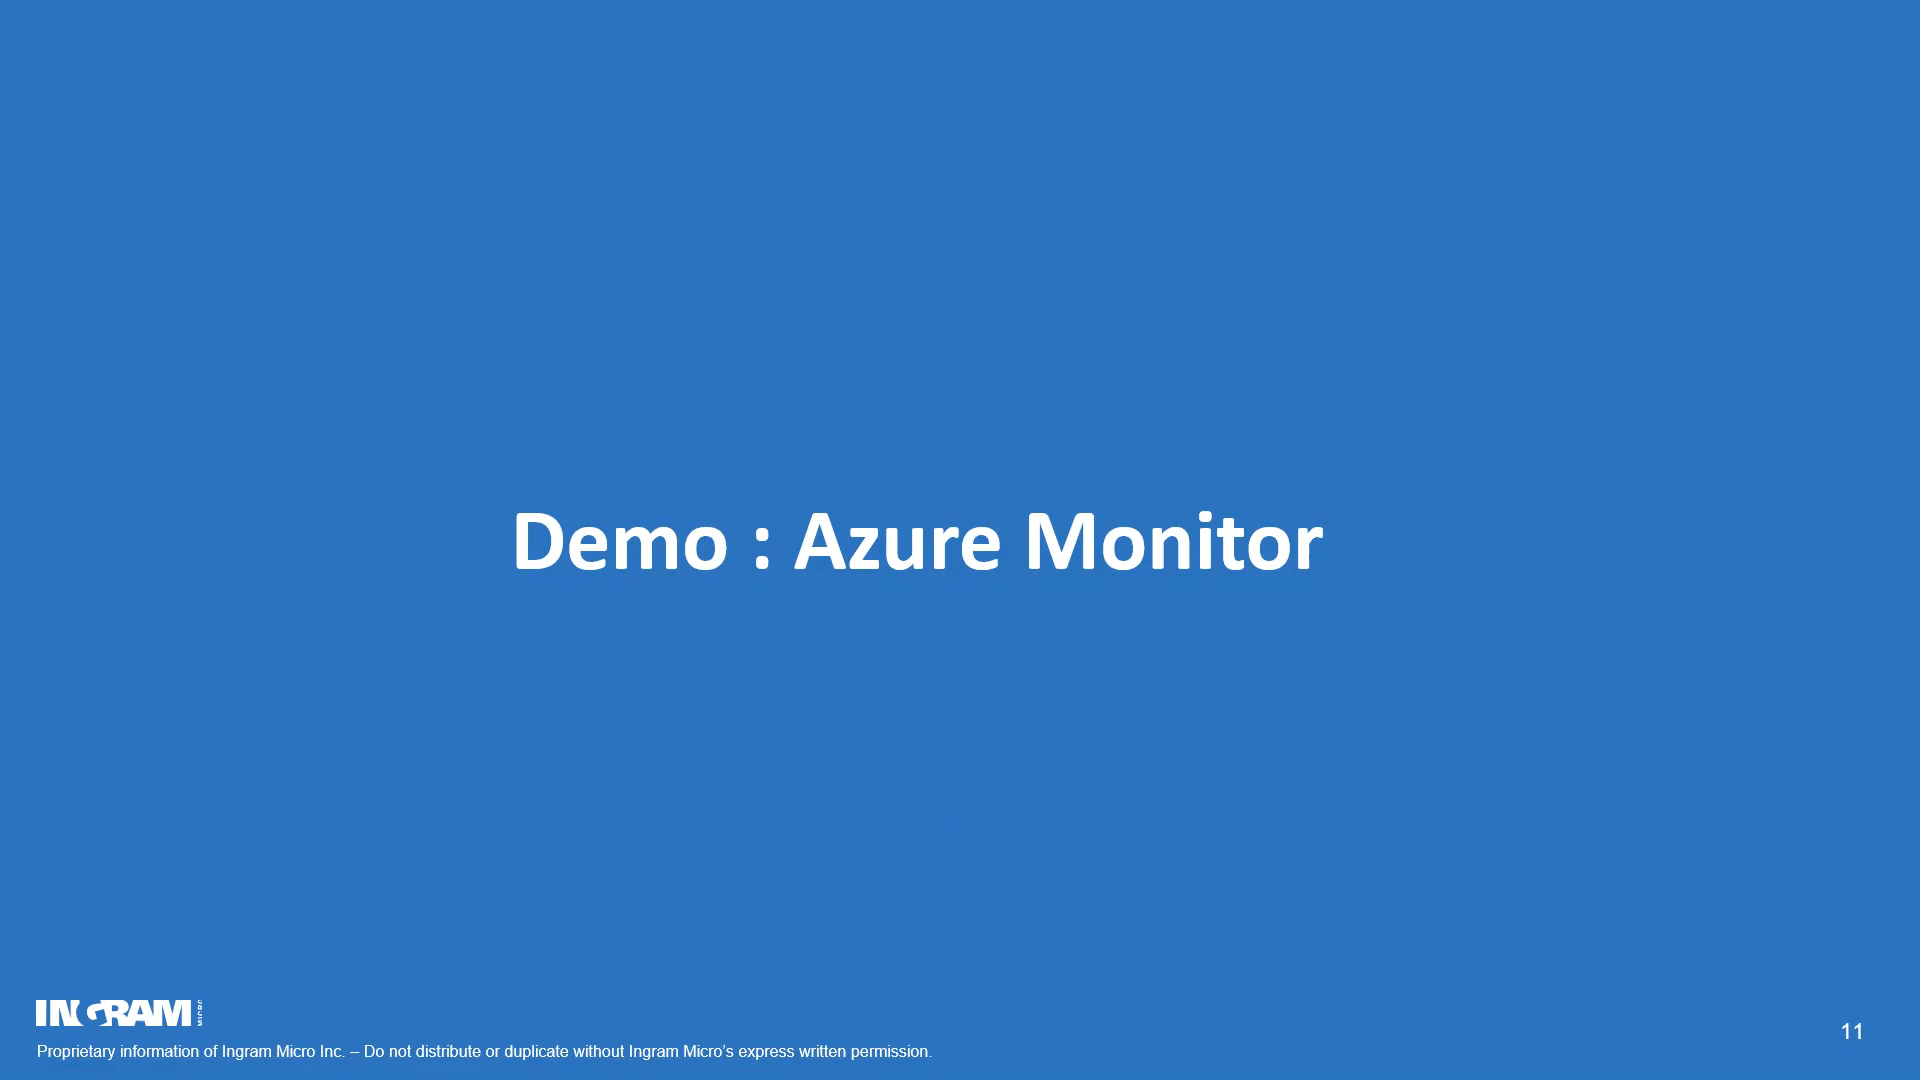 Demo : Azure Monitor
INGRAM MICRO
Proprietary information of Ingram Micro Inc. – Do not distribute or duplicate without Ingram Micro’s express written permission.
11